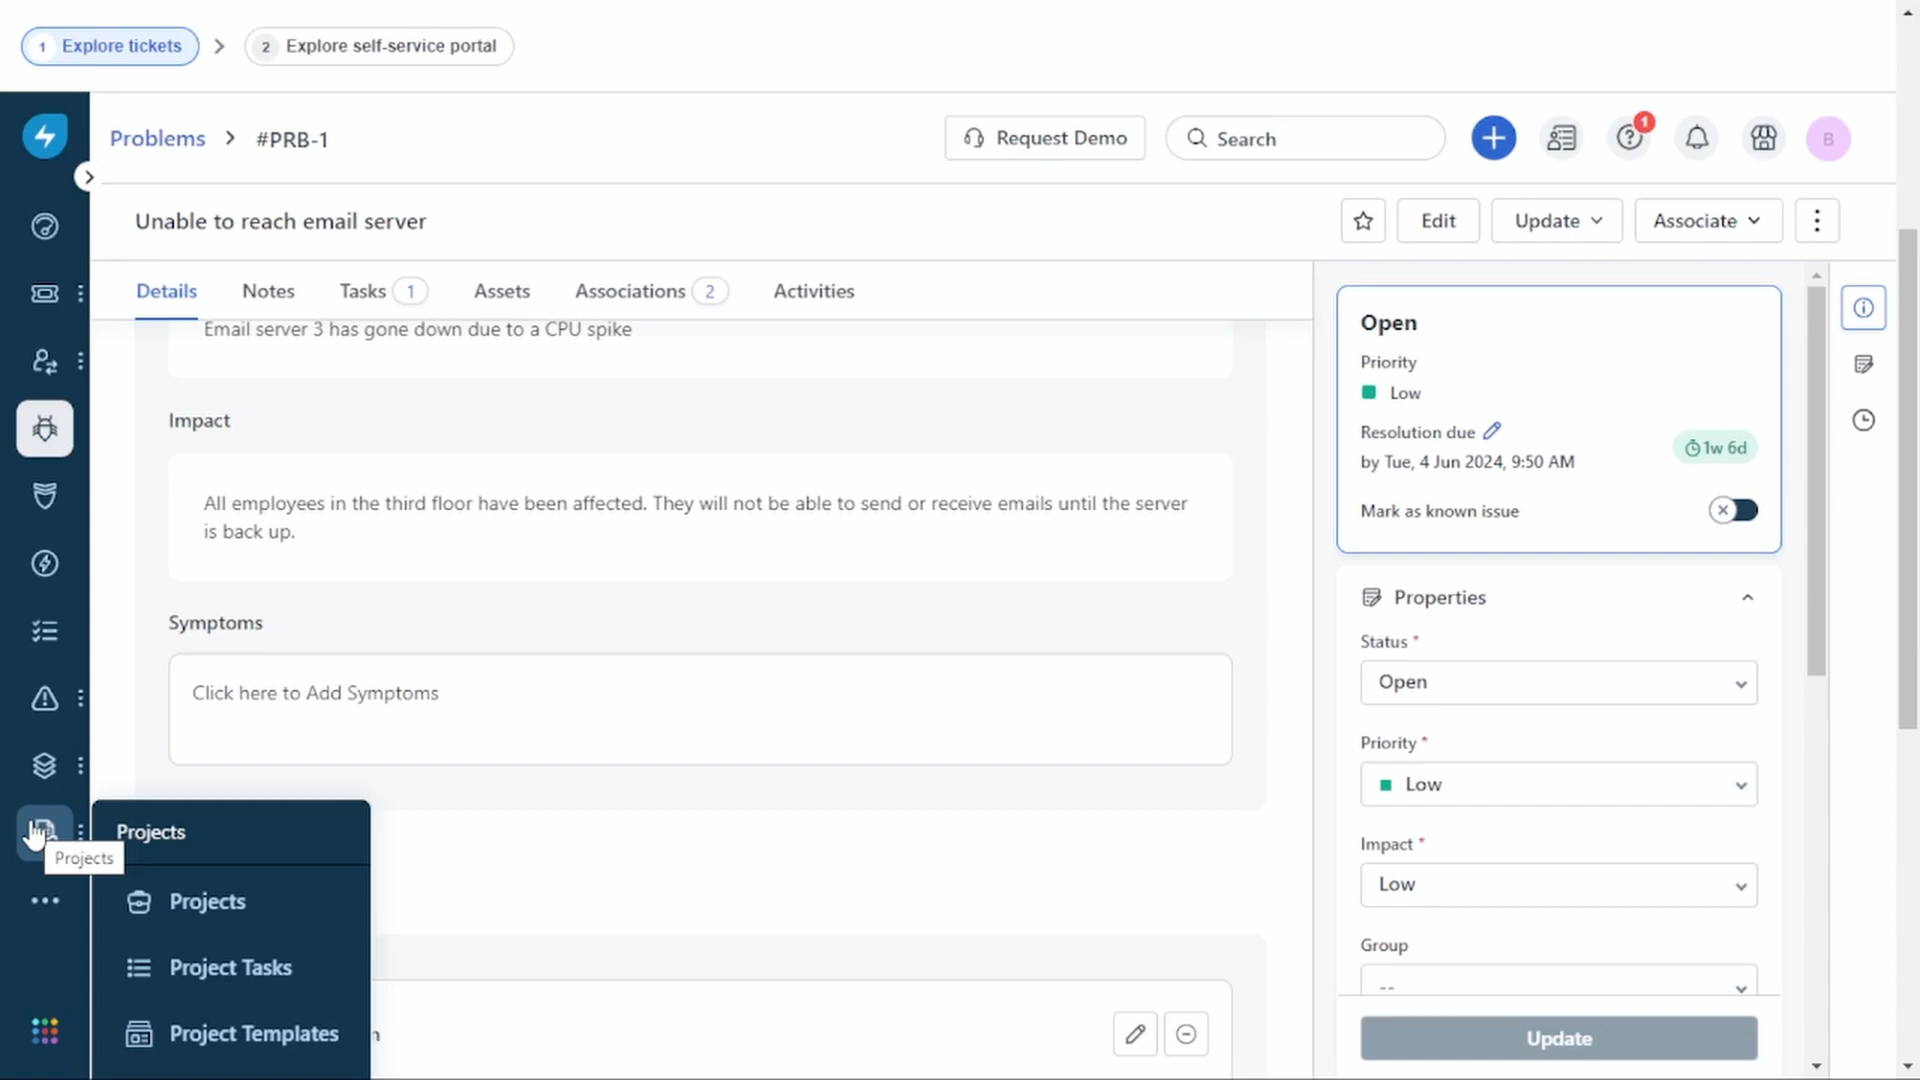 1 Explore tickets
2 Explore self-service portal
Problems > #PRB-1
Request Demo
Search
1
B
Unable to reach email server
Edit
Update
Associate
Details
Notes
Tasks 1
Assets
Associations 2
Activities
Email server 3 has gone down due to a CPU spike
Impact
All employees in the third floor have been affected. They will not be able to send or receive emails until the server
is back up.
Symptoms
Click here to Add Symptoms
Projects
Projects
Projects
Project Tasks
Project Templates
n
Open
Priority
Low
Resolution due
by Tue, 4 Jun 2024, 9:50 AM
1w 6d
Mark as known issue
Properties
Status *
Open
Priority *
Low
Impact *
Low
Group
--
Update